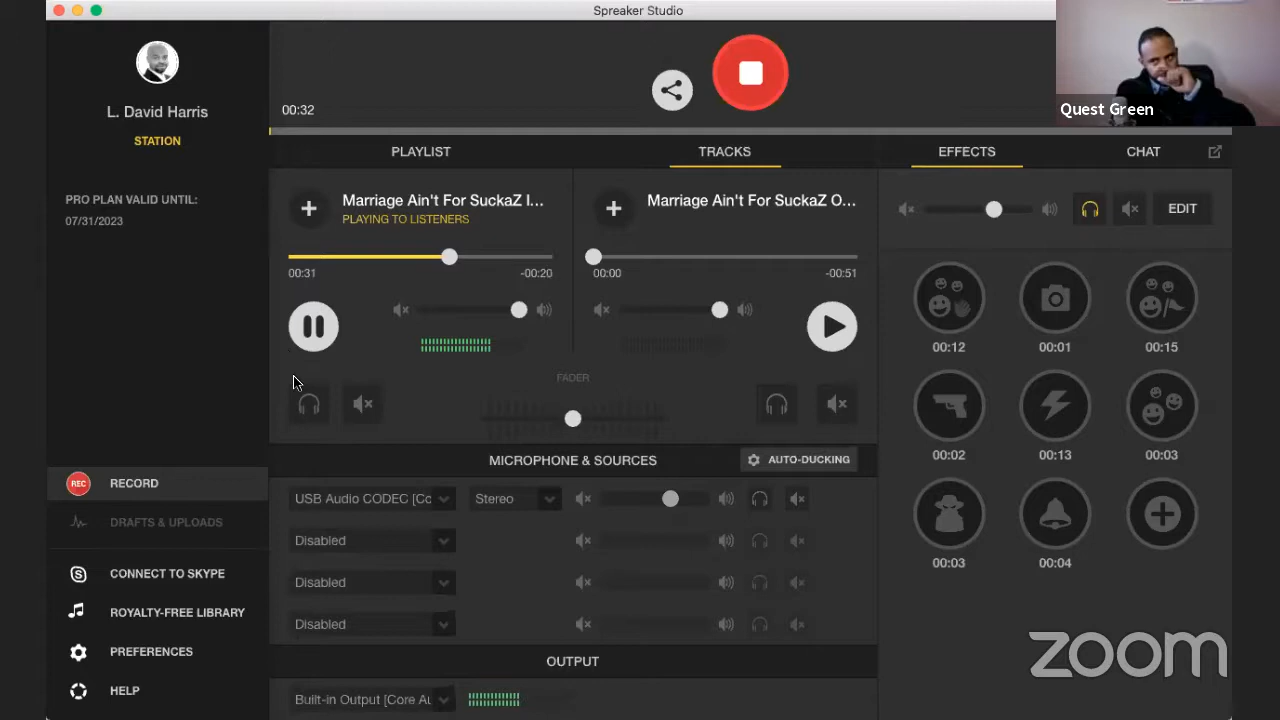 Spreaker Studio
L. David Harris
STATION
PRO PLAN VALID UNTIL:
07/31/2023
00:32
Quest Green
PLAYLIST
TRACKS
EFFECTS
CHAT
Marriage Ain't For SuckaZ I...
PLAYING TO LISTENERS
Marriage Ain't For SuckaZ O...
EDIT
00:31
-00:20
00:00
-00:51
00:12
00:01
00:15
FADER
00:02
00:13
00:03
MICROPHONE & SOURCES
AUTO-DUCKING
REC
RECORD
USB Audio CODEC [Co
Stereo
DRAFTS & UPLOADS
Disabled
00:03
00:04
CONNECT TO SKYPE
Disabled
ROYALTY-FREE LIBRARY
Disabled
PREFERENCES
OUTPUT
zoom
HELP
Built-in Output [Core Au